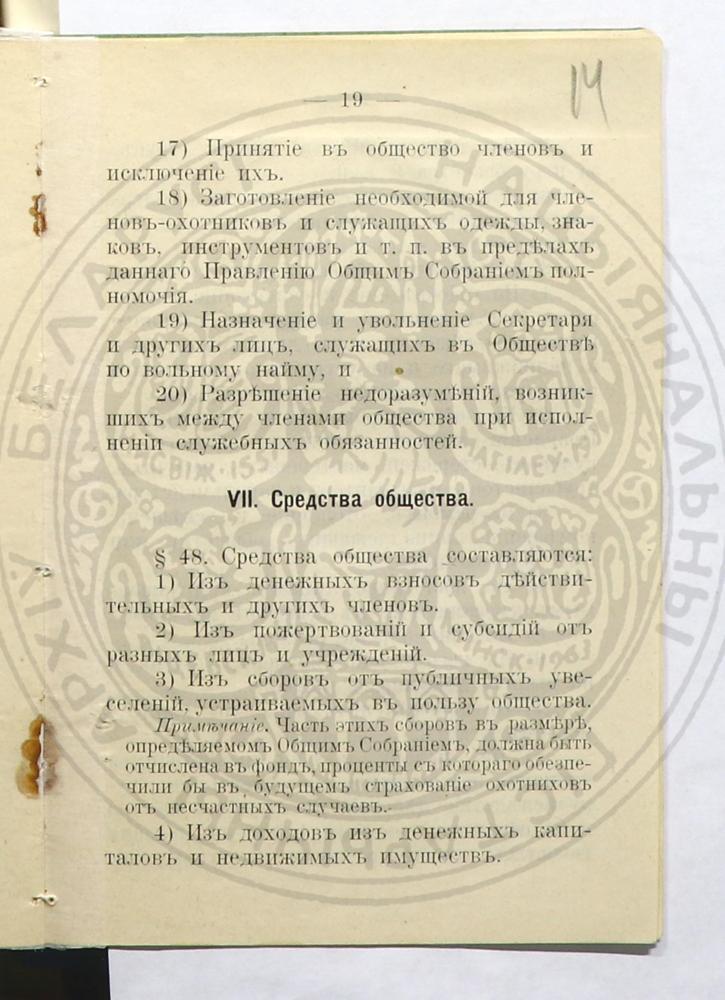 — 19 —
14
17) Принятіе въ общество членовъ и
исключеніе ихъ.
18) Заготовленіе необходимой для чле-
новъ-охотниковъ и служащихъ одежды, зна-
ковъ, инструментовъ и т. п. въ предѣлахъ
даннаго Правленію Общимъ Собраніемъ пол-
номочія.
19) Назначеніе и увольненіе Секретаря
и другихъ лицъ, служащихъ въ Обществѣ
по вольному найму, и
20) Разрѣшеніе недоразумѣній, возник-
шихъ между членами общества при испол-
неніи служебныхъ обязанностей.
VII. Средства общества.
§ 48. Средства общества составляются:
1) Изъ денежныхъ взносовъ дѣйстви-
тельныхъ и другихъ членовъ.
2) Изъ пожертвованій и субсидій отъ
разныхъ лицъ и учрежденій.
3) Изъ сборовъ отъ публичныхъ уве-
селеній, устраиваемыхъ въ пользу общества.
Примѣчаніе. Часть этихъ сборовъ въ размѣрѣ,
опредѣляемомъ Общимъ Собраніемъ, должна быть
отчислена въ фондъ, проценты съ котораго обезпе-
чили бы въ будущемъ страхованіе охотниковъ
отъ несчастныхъ случаевъ.
4) Изъ доходовъ изъ денежныхъ капи-
таловъ и недвижимыхъ имуществъ.